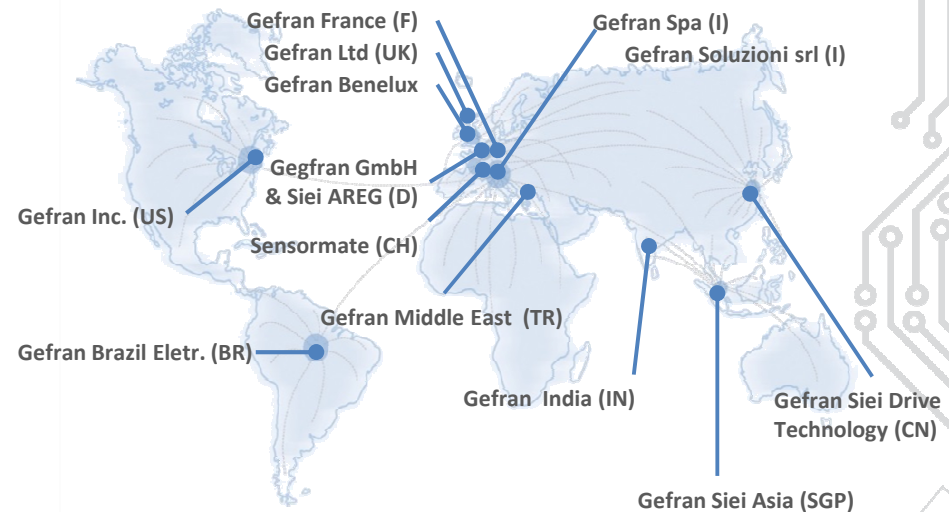 Gefran France (F)
Gefran Ltd (UK)
Gefran Benelux
Gefran Spa (I)
Gefran Soluzioni srl (I)
Gegfran GmbH
& Siei AREG (D)
Gefran Inc. (US)
Sensormate (CH)
Gefran Middle East (TR)
Gefran Brazil Eletr. (BR)
Gefran India (IN)
Gefran Siei Drive
Technology (CN)
Gefran Siei Asia (SGP)